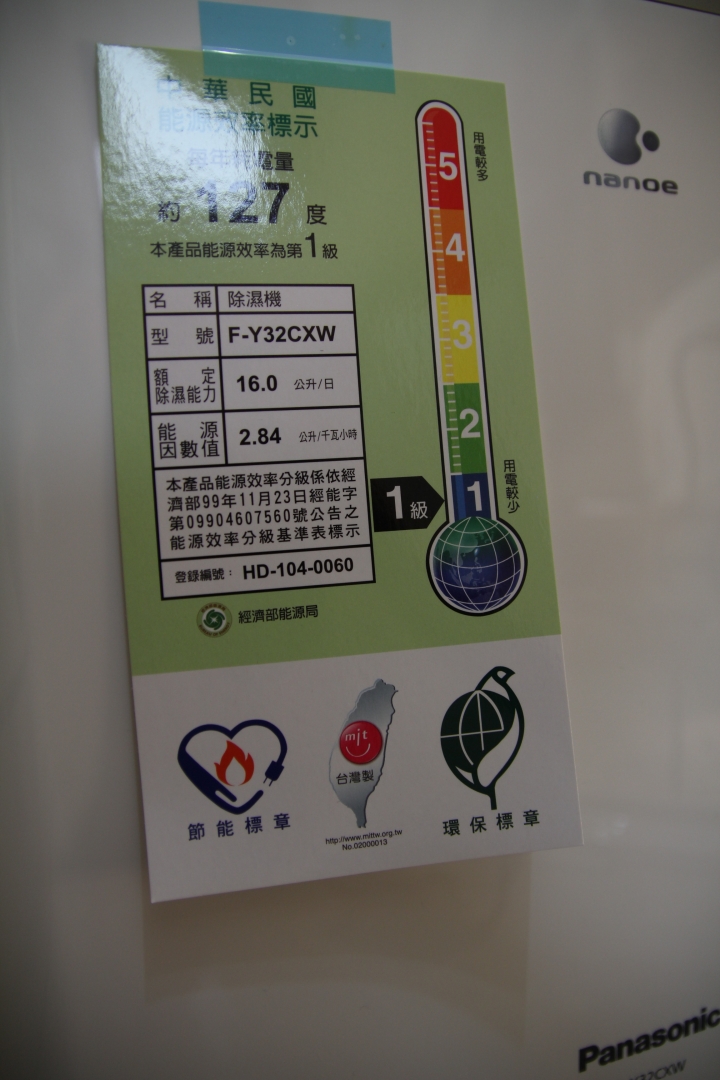 中華民國
能源效率標示
每年耗電量
約 127 度
本產品能源效率為第1級
名稱 除濕機
型號 F-Y32CXW
額定除濕能力 16.0 公升/日
能源因數值 2.84 公升/千瓦小時
本產品能源效率分級係依經
濟部99年11月23日經能字
第09904607560號公告之
能源效率分級基準表標示
登錄編號：HD-104-0060
經濟部能源局
用電較多
5
4
3
2
1
用電較少
1級
節能標章
mit
台灣製
http://www.mittw.org.tw
No.02000013
環保標章
nanoe
Panasonic
32CXW